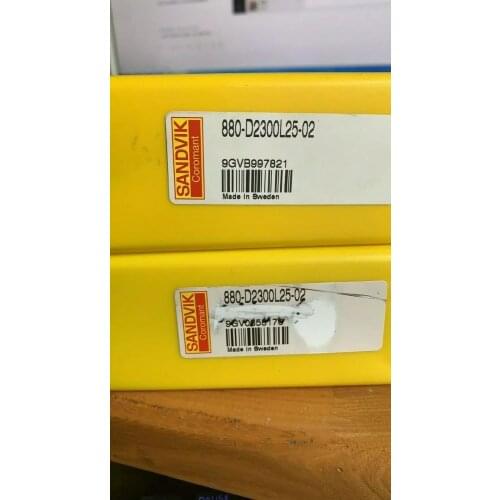 SANDVIK
Coromant
880-D2300L25-02
9GVB997821
Made in Sweden
SANDVIK
Coromant
880-D2300L25-02
Made in Sweden